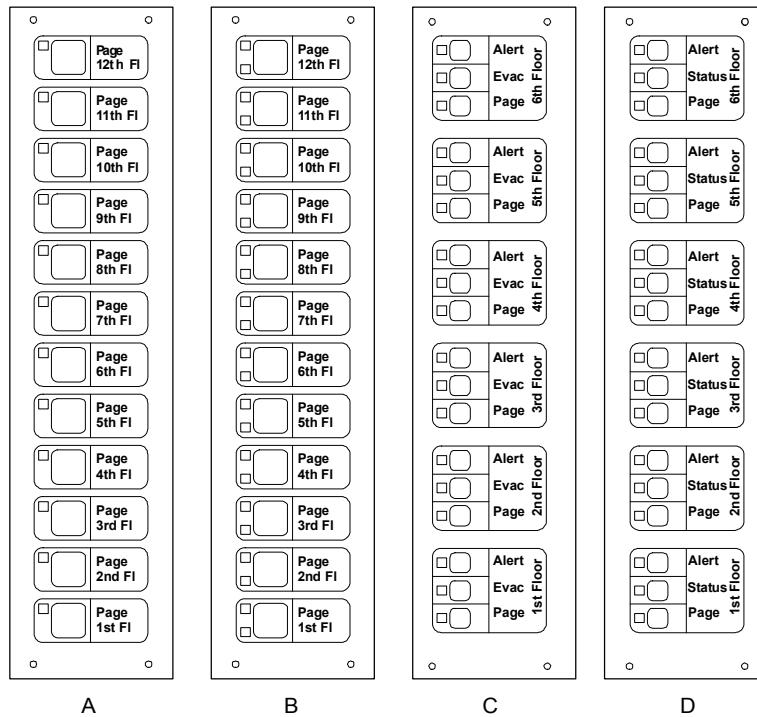 Page
12th Fl
Page
11th Fl
Page
10th Fl
Page
9th Fl
Page
8th Fl
Page
7th Fl
Page
6th Fl
Page
5th Fl
Page
4th Fl
Page
3rd Fl
Page
2nd Fl
Page
1st Fl
A
Page
12th Fl
Page
11th Fl
Page
10th Fl
Page
9th Fl
Page
8th Fl
Page
7th Fl
Page
6th Fl
Page
5th Fl
Page
4th Fl
Page
3rd Fl
Page
2nd Fl
Page
1st Fl
B
Alert
Evac
Page
6th Floor
Alert
Evac
Page
5th Floor
Alert
Evac
Page
4th Floor
Alert
Evac
Page
3rd Floor
Alert
Evac
Page
2nd Floor
Alert
Evac
Page
1st Floor
C
Alert
Status
Page
6th Floor
Alert
Status
Page
5th Floor
Alert
Status
Page
4th Floor
Alert
Status
Page
3rd Floor
Alert
Status
Page
2nd Floor
Alert
Status
Page
1st Floor
D